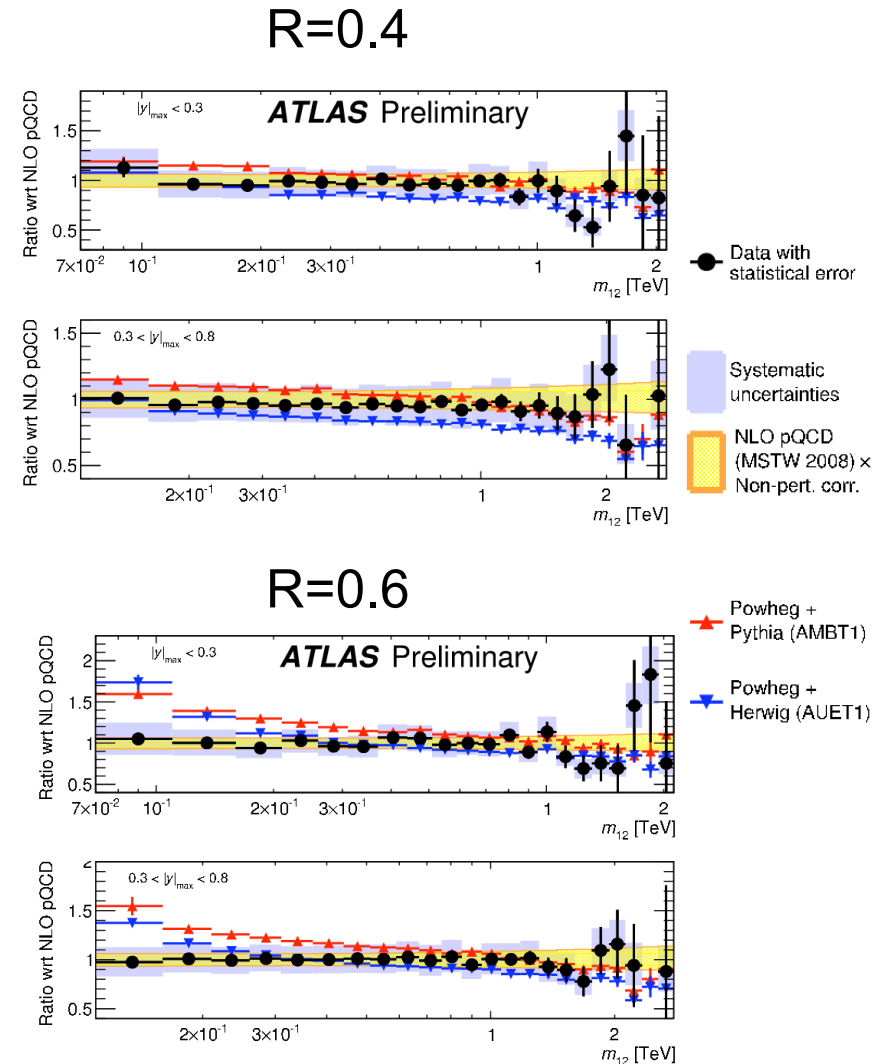 R=0.4
Ratio wrt NLO pQCD
|y|max < 0.3
ATLAS Preliminary
1.5
1
0.5
7×10⁻²
10⁻¹
2×10⁻¹
3×10⁻¹
1
2
m₁₂ [TeV]
Data with
statistical error
Ratio wrt NLO pQCD
0.3 < |y|max < 0.8
1.5
1
0.5
2×10⁻¹
3×10⁻¹
1
2
m₁₂ [TeV]
Systematic
uncertainties
NLO pQCD
(MSTW 2008) ×
Non-pert. corr.
R=0.6
Ratio wrt NLO pQCD
|y|max < 0.3
ATLAS Preliminary
2
1.5
1
0.5
7×10⁻²
10⁻¹
2×10⁻¹
3×10⁻¹
1
2
m₁₂ [TeV]
Powheg +
Pythia (AMBT1)
Powheg +
Herwig (AUET1)
Ratio wrt NLO pQCD
0.3 < |y|max < 0.8
2
1.5
1
0.5
2×10⁻¹
3×10⁻¹
1
2
m₁₂ [TeV]